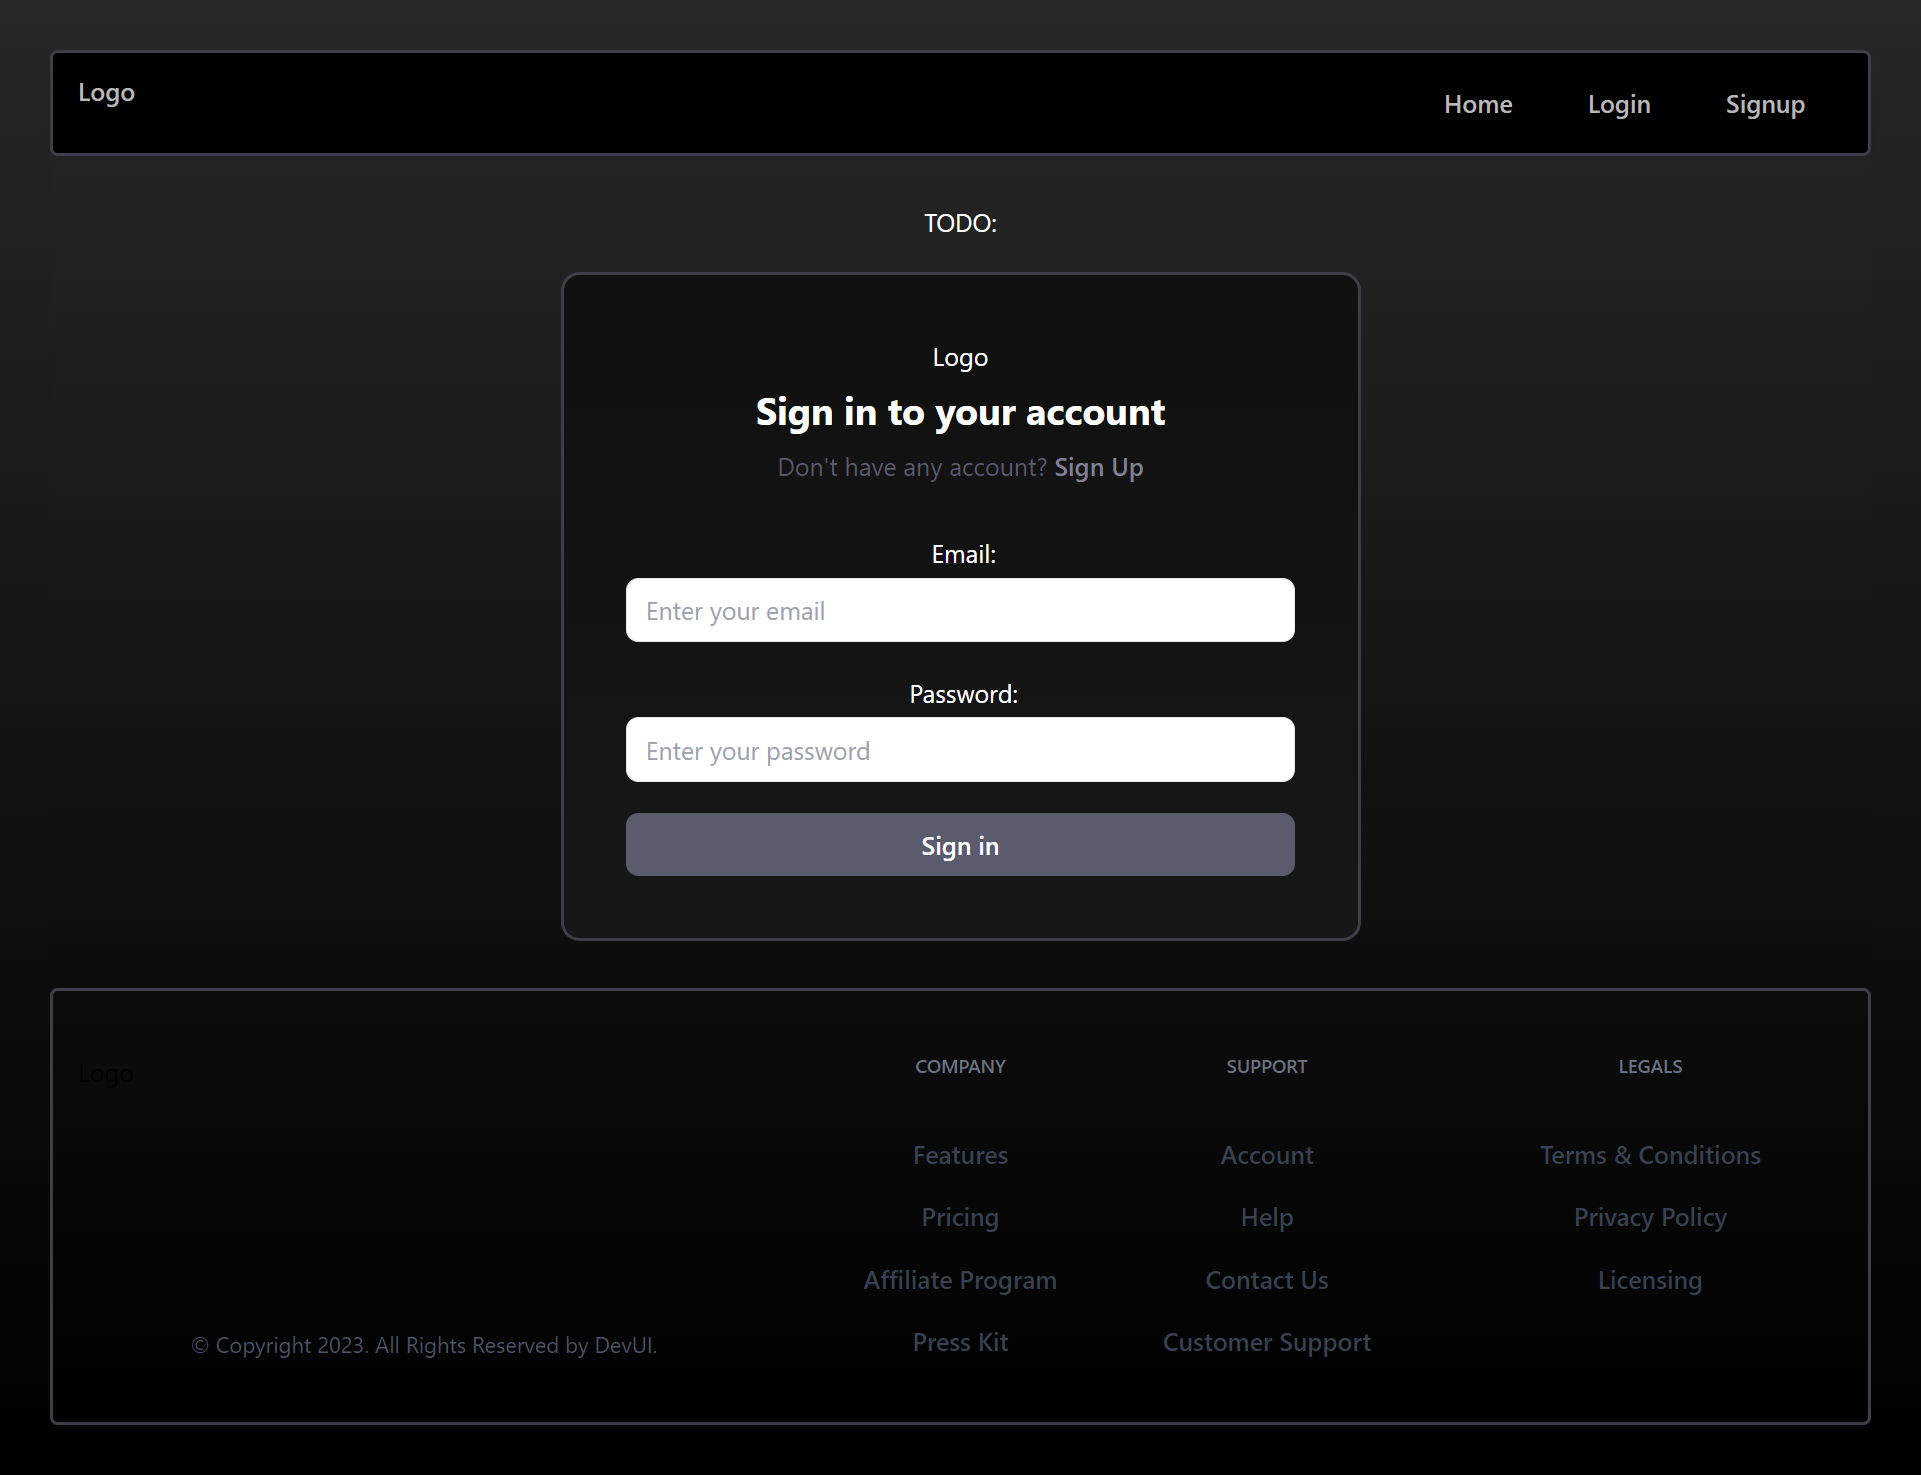 Logo
Home Login Signup
TODO:
Logo
Sign in to your account
Don't have any account? Sign Up
Email:
Enter your email
Password:
Enter your password
Sign in
Logo
© Copyright 2023. All Rights Reserved by DevUI.
COMPANY
Features
Pricing
Affiliate Program
Press Kit
SUPPORT
Account
Help
Contact Us
Customer Support
LEGALS
Terms & Conditions
Privacy Policy
Licensing